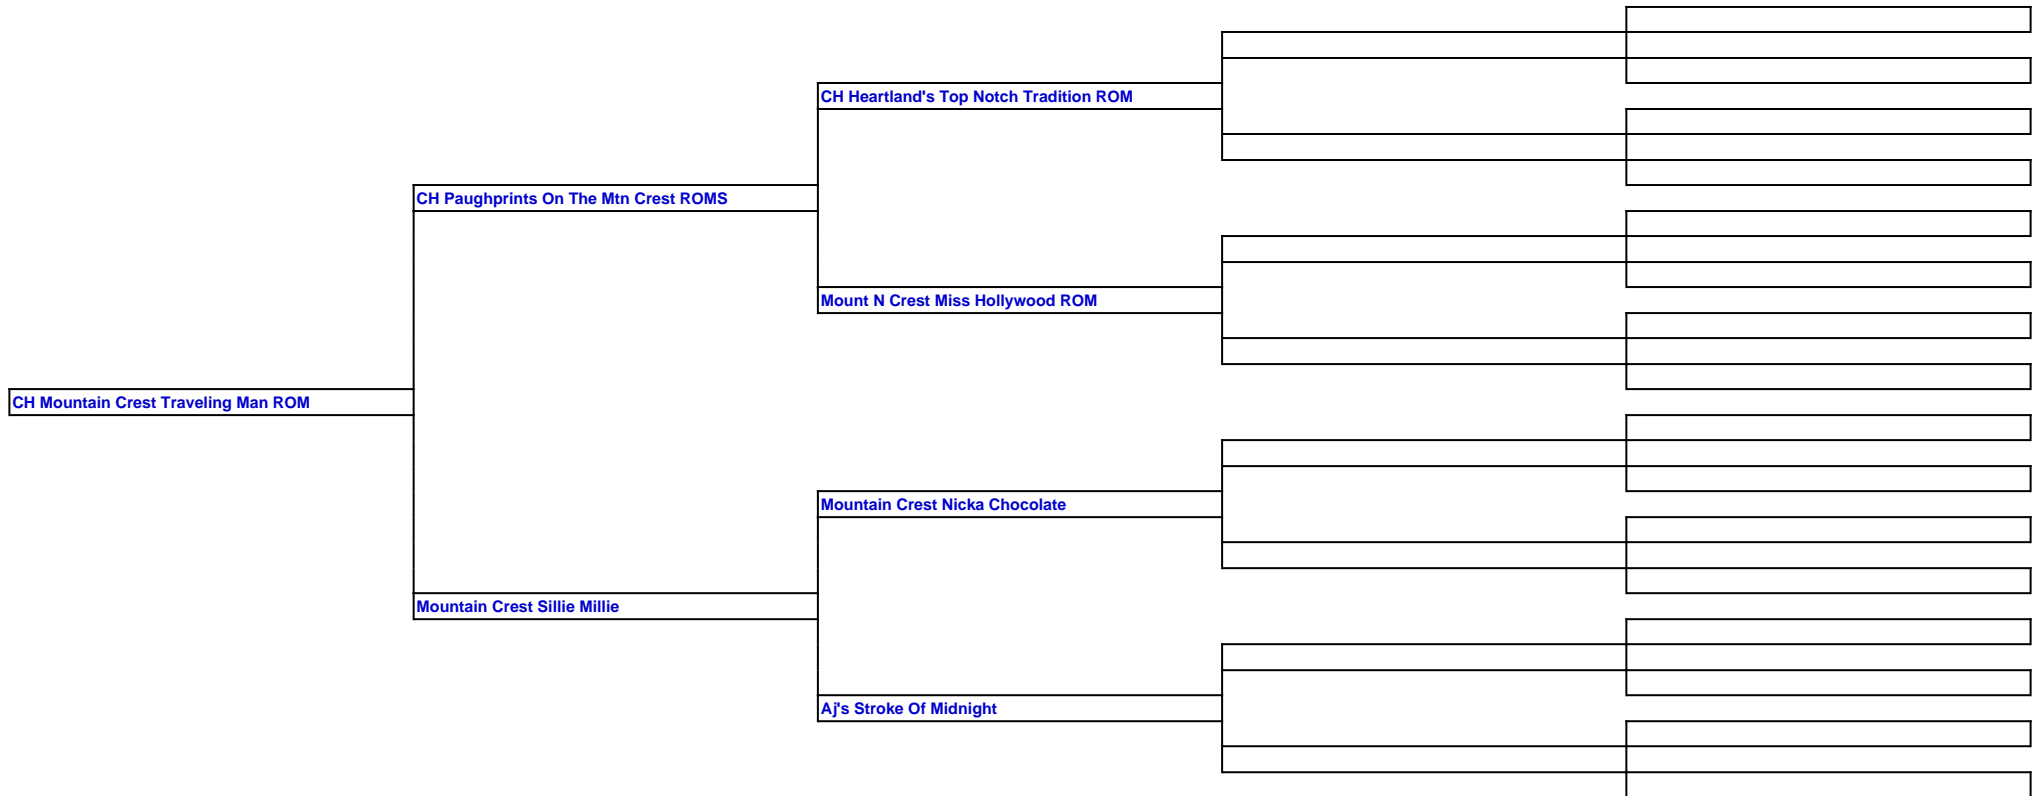 CH Heartland's Top Notch Tradition ROM
CH Paughprints On The Mtn Crest ROMS
Mount N Crest Miss Hollywood ROM
CH Mountain Crest Traveling Man ROM
Mountain Crest Nicka Chocolate
Mountain Crest Sillie Millie
Aj's Stroke Of Midnight